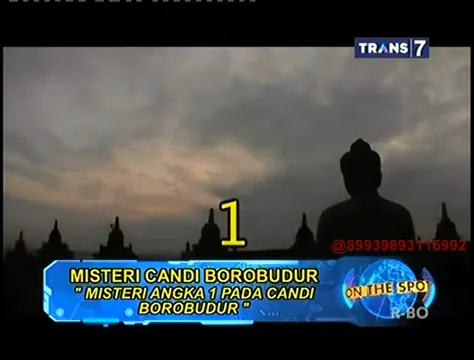 TRANS 7
1
@89939893116992
MISTERI CANDI BOROBUDUR
" MISTERI ANGKA 1 PADA CANDI
BOROBUDUR "
ON THE SPOT
R-BO